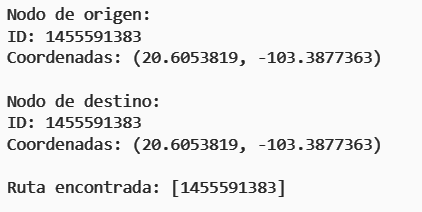 Nodo de origen:
ID: 1455591383
Coordenadas: (20.6053819, -103.3877363)
Nodo de destino:
ID: 1455591383
Coordenadas: (20.6053819, -103.3877363)
Ruta encontrada: [1455591383]